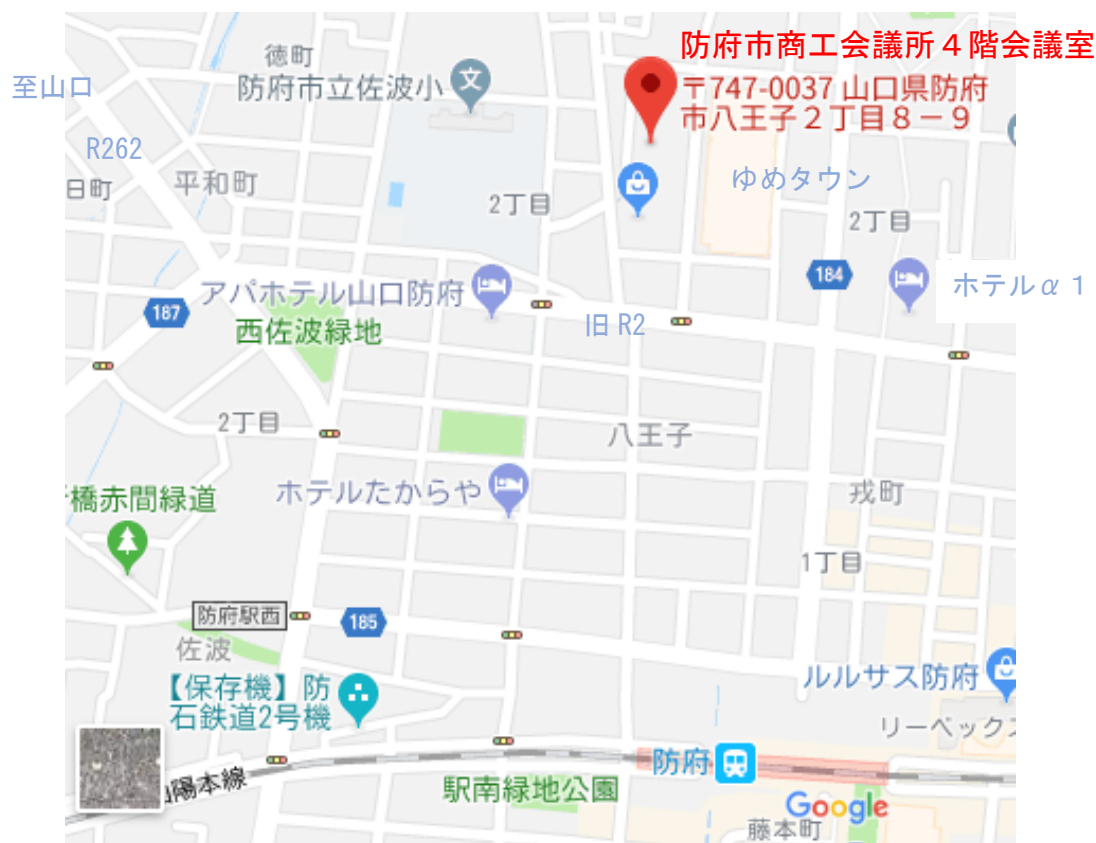 防府市商工会議所４階会議室
徳町
防府市立佐波小
至山口
〒747-0037 山口県防府
市八王子２丁目８－９
R262
日町
平和町
ゆめタウン
2丁目
2丁目
184
ホテルα１
アパホテル山口防府
187
旧 R2
西佐波緑地
2丁目
八王子
ホテルたからや
橋赤間緑道
戎町
1丁目
防府駅西
185
佐波
ルルサス防府
【保存機】防
石鉄道2号機
リーベックス
防府
陽本線
駅南緑地公園
Google
藤本町